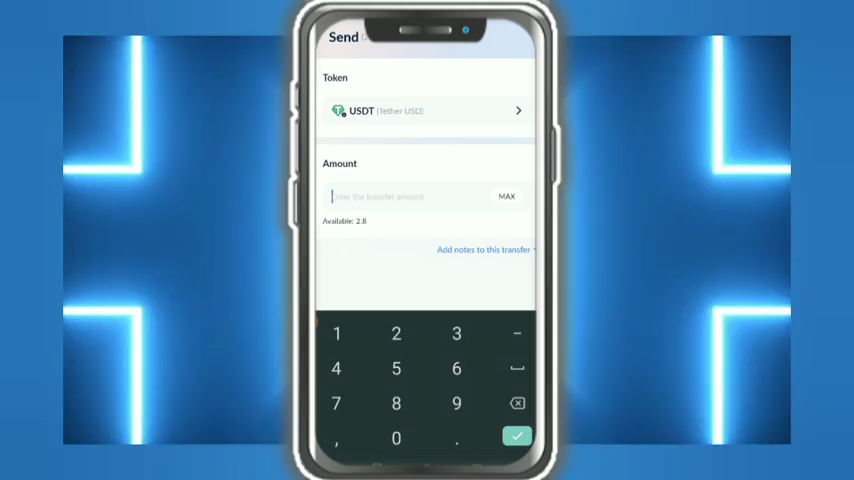 Send
Token
USDT (Tether USD)
Amount
Enter the transfer amount
MAX
Available: 2.8
Add notes to this transfer
1 2 3 -
4 5 6
7 8 9
, 0 .